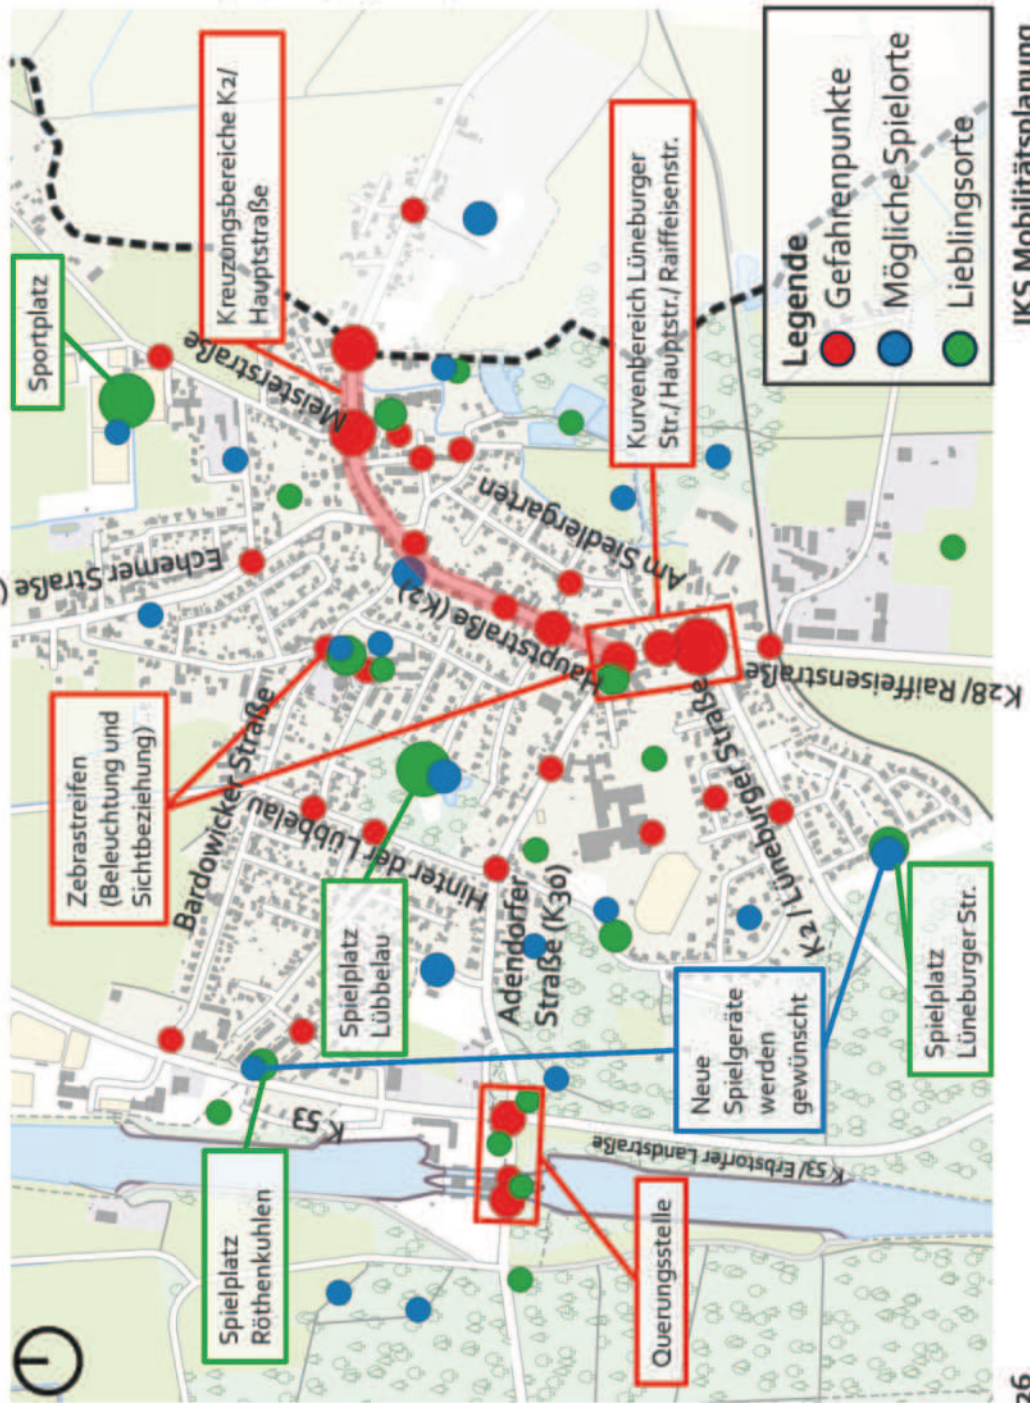 Sportplatz
Kreuzungsbereiche K2/
Hauptstraße
Meisterstraße
Echemer Straße (
Zebrastreifen
(Beleuchtung und
Sichtbeziehung)
Bardowicker Straße
Hauptstraße (K2)
Am Siedlergarten
Kurvenbereich Lüneburger
Str./ Hauptstr./ Raiffeisenstr.
Hinter der Lübbelau
Spielplatz
Lübbelau
Spielplatz
Röthenkuhlen
K 53
Adendorfer
Straße (K30)
K2 / Lüneburger Straße
K28/ Raiffeisenstraße
K 53/ Erbstorfer Landstraße
Querungsstelle
Neue
Spielgeräte
werden
gewünscht
Spielplatz
Lüneburger Str.
Legende
Gefahrenpunkte
Mögliche Spielorte
Lieblingsorte
26
JKS Mobilitätsplanung